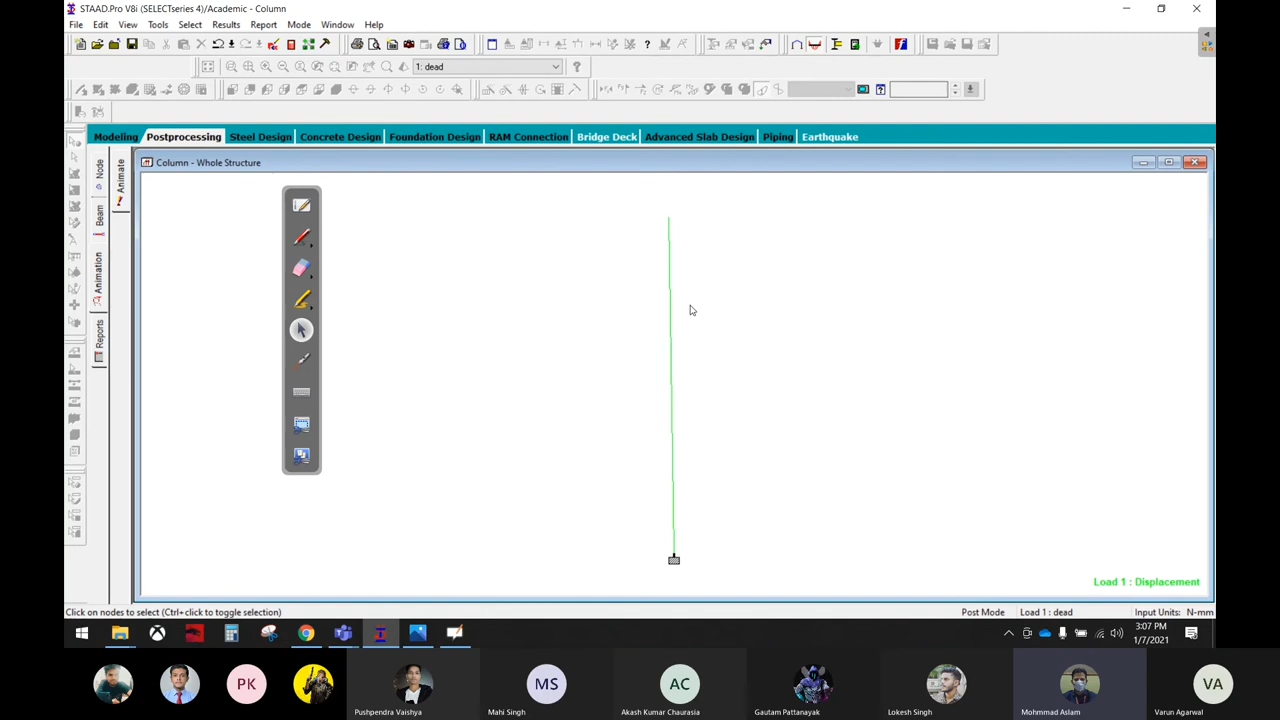 STAAD.Pro V8i (SELECTseries 4)/Academic - Column
File Edit View Tools Select Results Report Mode Window Help
1: dead
Modeling Postprocessing Steel Design Concrete Design Foundation Design RAM Connection Bridge Deck Advanced Slab Design Piping Earthquake
Column - Whole Structure
Node
Beam
Animation
Reports
Animate
Load 1 : Displacement
Click on nodes to select (Ctrl+click to toggle selection) Post Mode Load 1 : dead Input Units: N-mm
3:07 PM
1/7/2021
PK MS AC VA
Pushpendra Vaishya Mahi Singh Akash Kumar Chaurasia Gautam Pattanayak Lokesh Singh Mohmmad Aslam Varun Agarwal